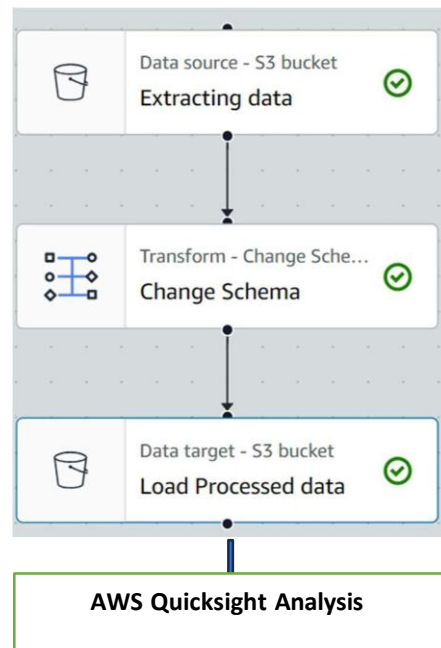 Data source - S3 bucket
Extracting data
Transform - Change Sche...
Change Schema
Data target - S3 bucket
Load Processed data
AWS Quicksight Analysis